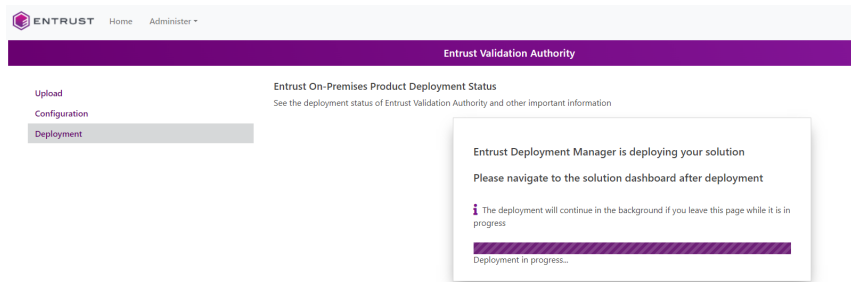 ENTRUST Home Administer
Entrust Validation Authority
Upload
Configuration
Deployment
Entrust On-Premises Product Deployment Status
See the deployment status of Entrust Validation Authority and other important information
Entrust Deployment Manager is deploying your solution
Please navigate to the solution dashboard after deployment
The deployment will continue in the background if you leave this page while it is in
progress
Deployment in progress...